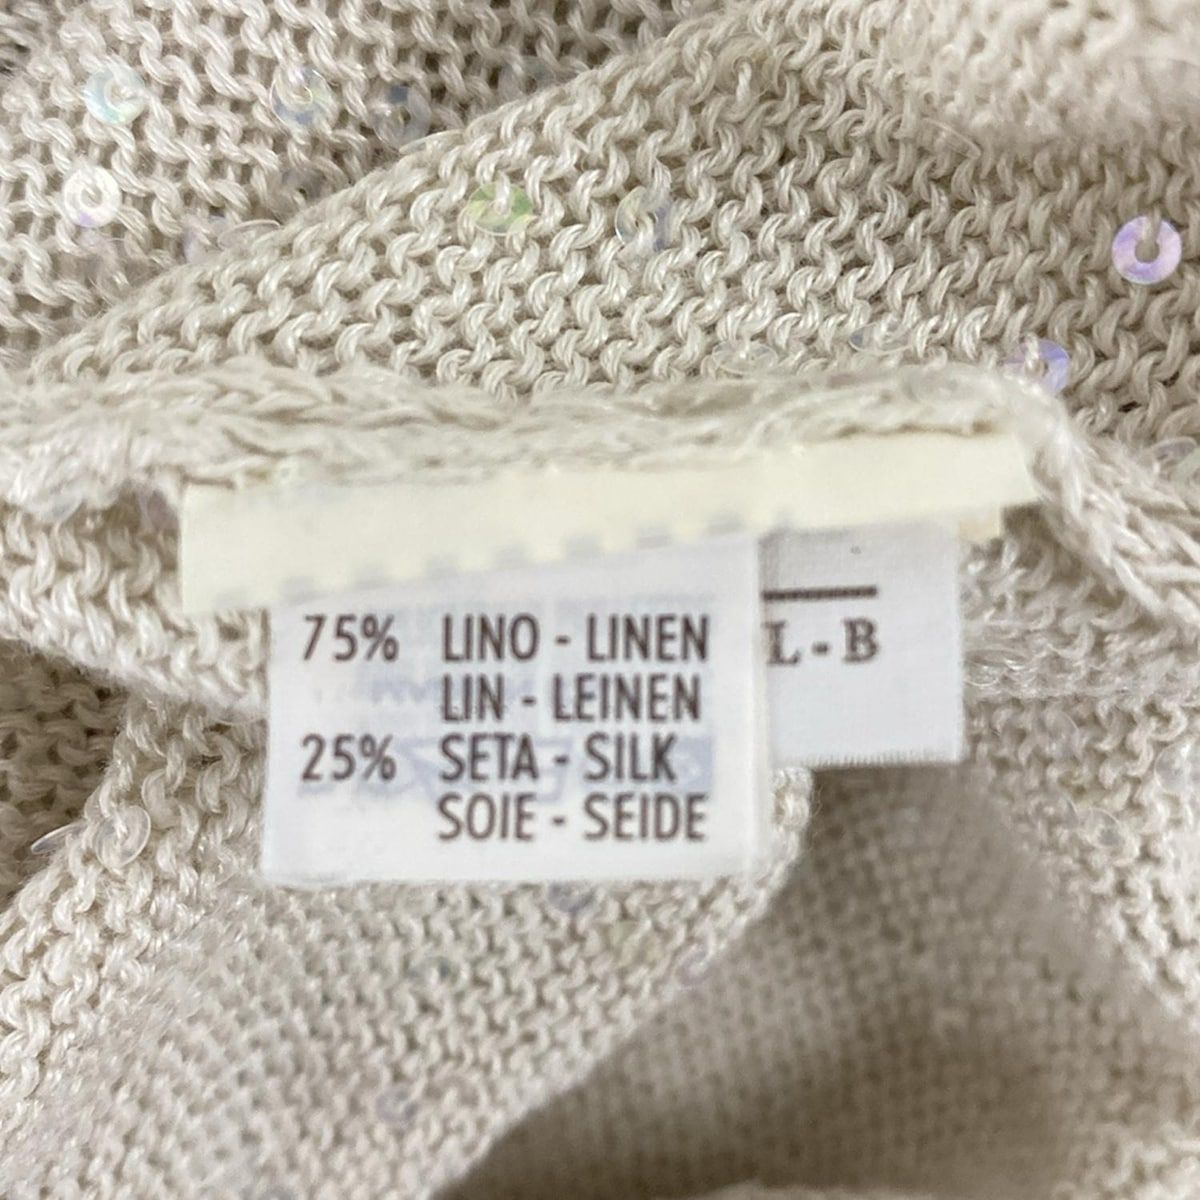 75% LINO - LINEN
LIN - LEINEN
25% SETA - SILK
SOIE - SEIDE
L - B